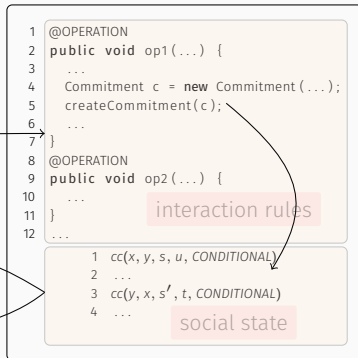 1 @OPERATION
2 public void op1(...) {
3 ...
4 Commitment c = new Commitment(...);
5 createCommitment(c);
6 ...
7 }
8 @OPERATION
9 public void op2(...) {
10 ...
11 }
12 ...
interaction rules
1 cc(x, y, s, u, CONDITIONAL)
2 ...
3 cc(y, x, s′, t, CONDITIONAL)
4 ...
social state